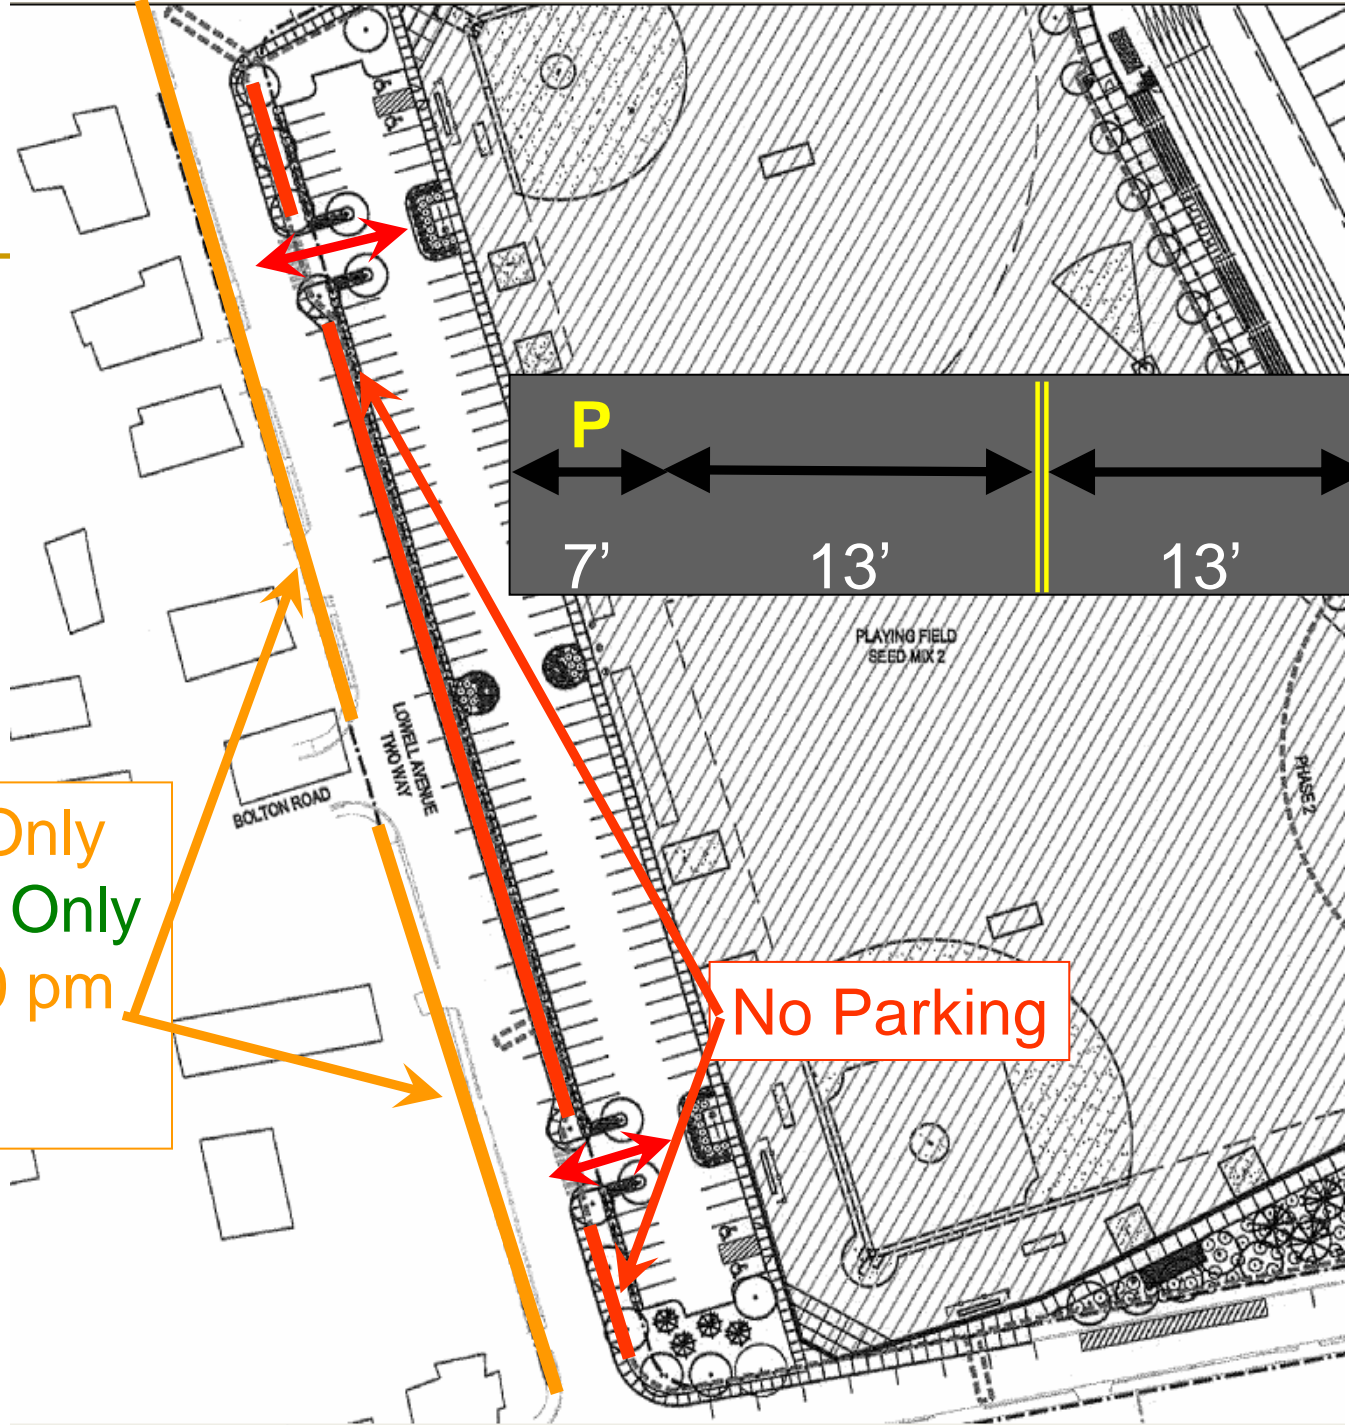 P
7’ 13’ 13’
PLAYING FIELD
SEED MIX 2
LOWELL AVENUE
TWO WAY
PHASE 2
BOLTON ROAD
Only
Only
pm
No Parking